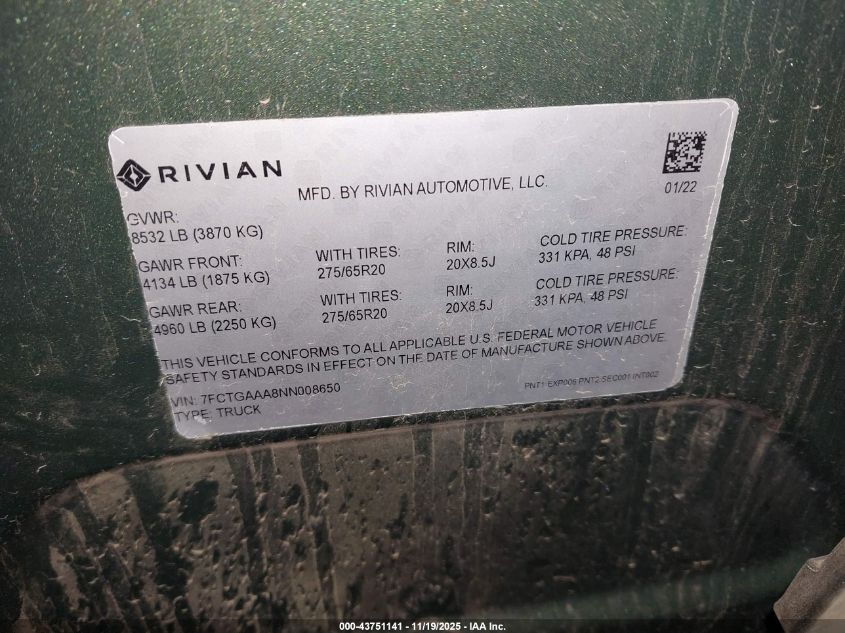 RIVIAN
MFD. BY RIVIAN AUTOMOTIVE, LLC.
01/22
GVWR:
8532 LB (3870 KG)
GAWR FRONT: WITH TIRES: RIM: COLD TIRE PRESSURE:
4134 LB (1875 KG) 275/65R20 20X8.5J 331 KPA, 48 PSI
GAWR REAR: WITH TIRES: RIM: COLD TIRE PRESSURE:
4960 LB (2250 KG) 275/65R20 20X8.5J 331 KPA, 48 PSI
THIS VEHICLE CONFORMS TO ALL APPLICABLE U.S. FEDERAL MOTOR VEHICLE
SAFETY STANDARDS IN EFFECT ON THE DATE OF MANUFACTURE SHOWN ABOVE.
VIN: 7FCTGAAA8NN008650
TYPE: TRUCK
PNT1 EXP006 PNT2 SEC001 INT002
000-43751141 - 11/19/2025 - IAA Inc.